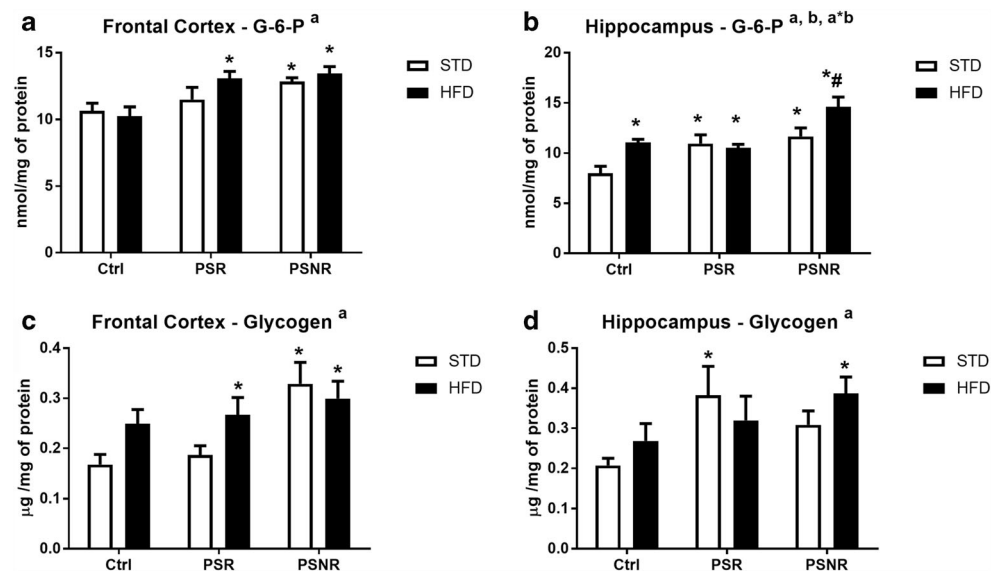 a
Frontal Cortex - G-6-P a
nmol/mg of protein
15
10
5
0
*
*
*
Ctrl
PSR
PSNR
STD
HFD
b
Hippocampus - G-6-P a, b, a*b
nmol/mg of protein
20
15
10
5
0
*
*
*
*
*#
Ctrl
PSR
PSNR
STD
HFD
c
Frontal Cortex - Glycogen a
µg /mg of protein
0.4
0.3
0.2
0.1
0.0
*
*
*
Ctrl
PSR
PSNR
STD
HFD
d
Hippocampus - Glycogen a
µg /mg of protein
0.5
0.4
0.3
0.2
0.1
0.0
*
*
Ctrl
PSR
PSNR
STD
HFD